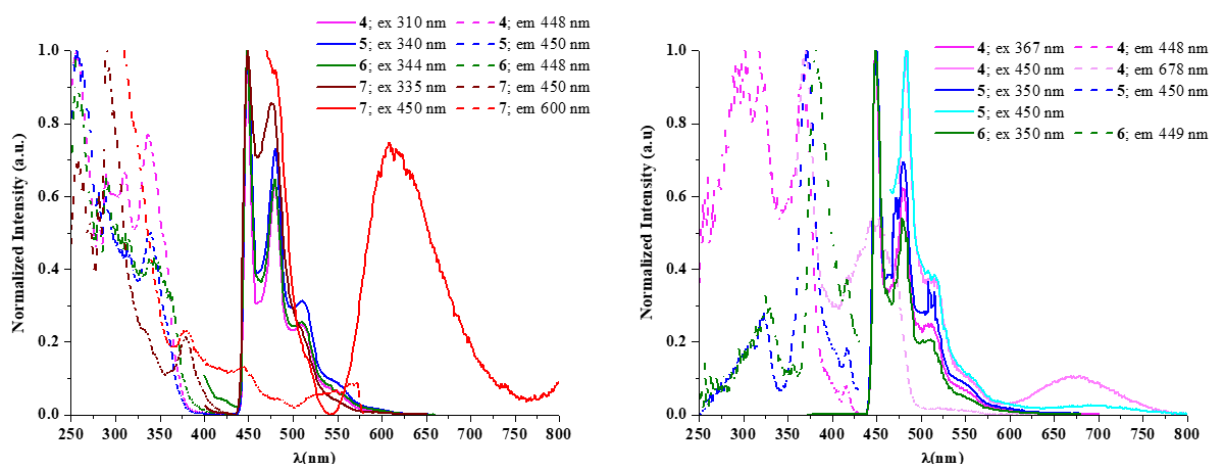 4; ex 310 nm 4; em 448 nm
5; ex 340 nm 5; em 450 nm
6; ex 344 nm 6; em 448 nm
7; ex 335 nm 7; em 450 nm
7; ex 450 nm 7; em 600 nm
Normalized Intensity (a.u.)
1.0
0.8
0.6
0.4
0.2
0.0
250 300 350 400 450 500 550 600 650 700 750 800
λ(nm)
4; ex 367 nm 4; em 448 nm
4; ex 450 nm 4; em 678 nm
5; ex 350 nm 5; em 450 nm
5; ex 450 nm
6; ex 350 nm 6; em 449 nm
Normalized Intensity (a.u)
1.0
0.8
0.6
0.4
0.2
0.0
250 300 350 400 450 500 550 600 650 700 750 800
λ(nm)